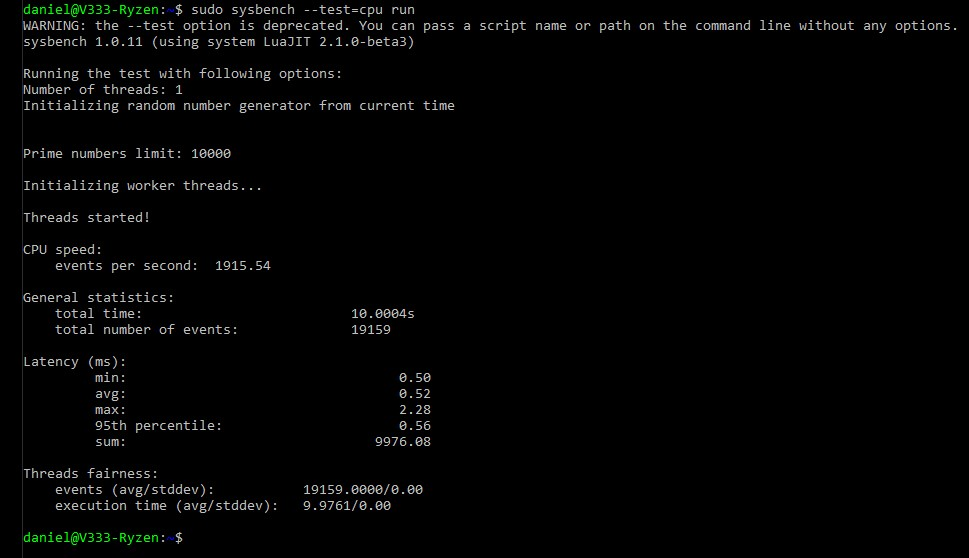 daniel@V333-Ryzen:~$ sudo sysbench --test=cpu run
WARNING: the --test option is deprecated. You can pass a script name or path on the command line without any options.
sysbench 1.0.11 (using system LuaJIT 2.1.0-beta3)
Running the test with following options:
Number of threads: 1
Initializing random number generator from current time
Prime numbers limit: 10000
Initializing worker threads...
Threads started!
CPU speed:
events per second: 1915.54
General statistics:
total time: 10.0004s
total number of events: 19159
Latency (ms):
min: 0.50
avg: 0.52
max: 2.28
95th percentile: 0.56
sum: 9976.08
Threads fairness:
events (avg/stddev): 19159.0000/0.00
execution time (avg/stddev): 9.9761/0.00
daniel@V333-Ryzen:~$